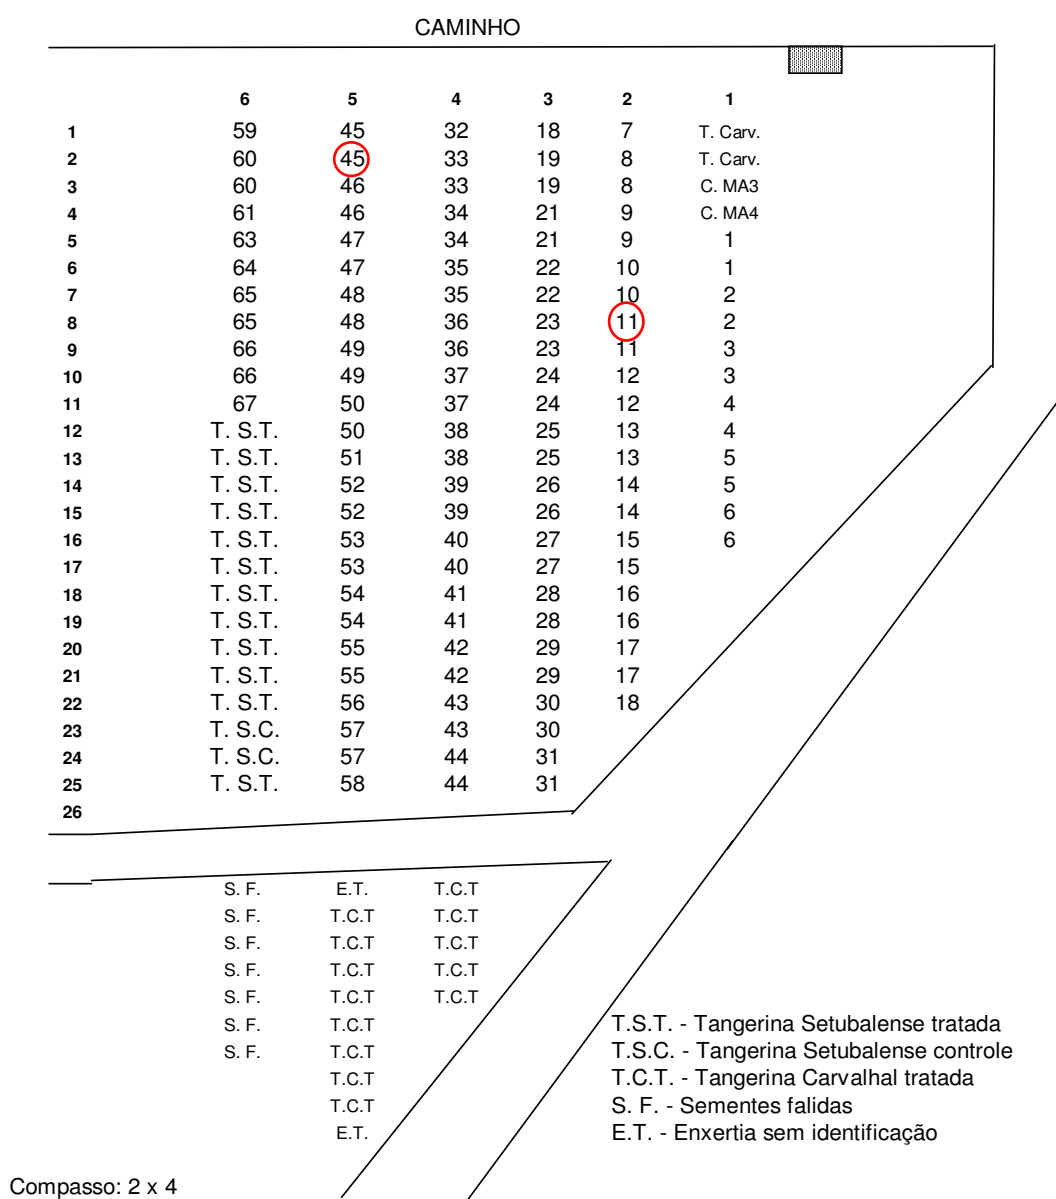 CAMINHO
6 5 4 3 2 1
1 59 45 32 18 7 T. Carv.
2 60 45 33 19 8 T. Carv.
3 60 46 33 19 8 C. MA3
4 61 46 34 21 9 C. MA4
5 63 47 34 21 9 1
6 64 47 35 22 10 1
7 65 48 35 22 10 2
8 65 48 36 23 11 2
9 66 49 36 23 11 3
10 66 49 37 24 12 3
11 67 50 37 24 12 4
12 T. S.T. 50 38 25 13 4
13 T. S.T. 51 38 25 13 5
14 T. S.T. 52 39 26 14 5
15 T. S.T. 52 39 26 14 6
16 T. S.T. 53 40 27 15 6
17 T. S.T. 53 40 27 15
18 T. S.T. 54 41 28 16
19 T. S.T. 54 41 28 16
20 T. S.T. 55 42 29 17
21 T. S.T. 55 42 29 17
22 T. S.T. 56 43 30 18
23 T. S.C. 57 43 30
24 T. S.C. 57 44 31
25 T. S.T. 58 44 31
26
S. F. E.T. T.C.T
S. F. T.C.T T.C.T
S. F. T.C.T T.C.T
S. F. T.C.T T.C.T
S. F. T.C.T T.C.T
S. F. T.C.T
S. F. T.C.T
T.C.T
T.C.T
E.T.
T.S.T. - Tangerina Setubalense tratada
T.S.C. - Tangerina Setubalense controle
T.C.T. - Tangerina Carvalhal tratada
S. F. - Sementes falidas
E.T. - Enxertia sem identificação
Compasso: 2 x 4